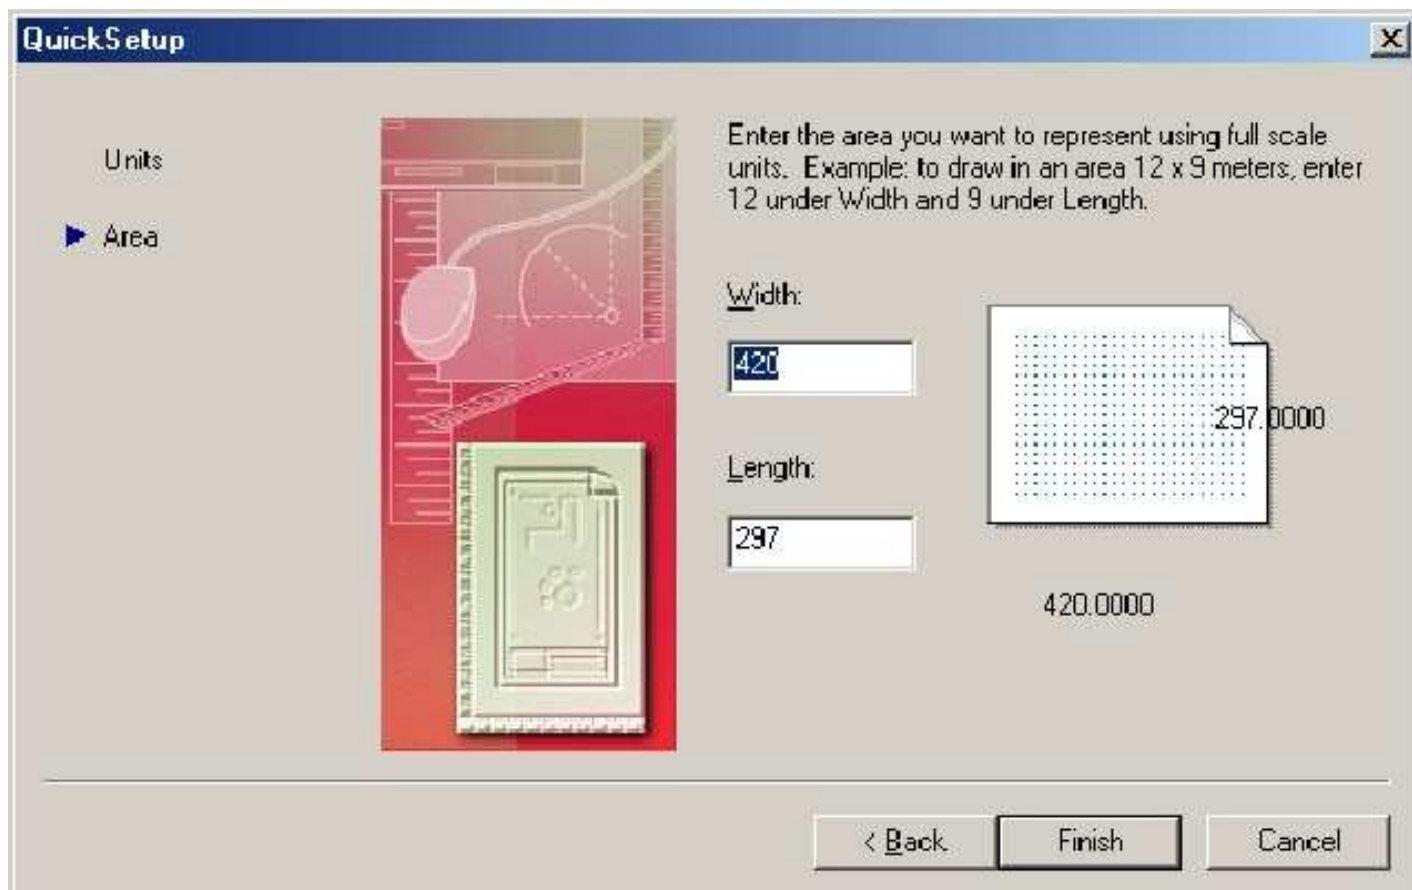 QuickSetup
Units
Area
Enter the area you want to represent using full scale
units. Example: to draw in an area 12 x 9 meters, enter
12 under Width and 9 under Length.
Width:
420
297.0000
Length:
297
420.0000
< Back
Finish
Cancel